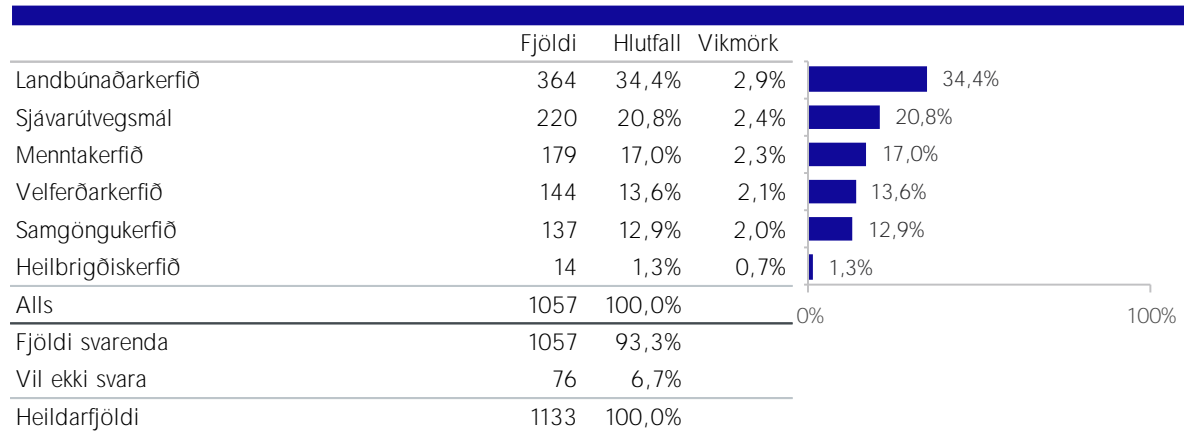 Fjöldi Hlutfall Vikmörk
Landbúnaðarkerfið 364 34,4% 2,9% 34,4%
Sjávarútvegsmál 220 20,8% 2,4% 20,8%
Menntakerfið 179 17,0% 2,3% 17,0%
Velferðarkerfið 144 13,6% 2,1% 13,6%
Samgöngukerfið 137 12,9% 2,0% 12,9%
Heilbrigðiskerfið 14 1,3% 0,7% 1,3%
Alls 1057 100,0%
0% 100%
Fjöldi svarenda 1057 93,3%
Vil ekki svara 76 6,7%
Heildarfjöldi 1133 100,0%